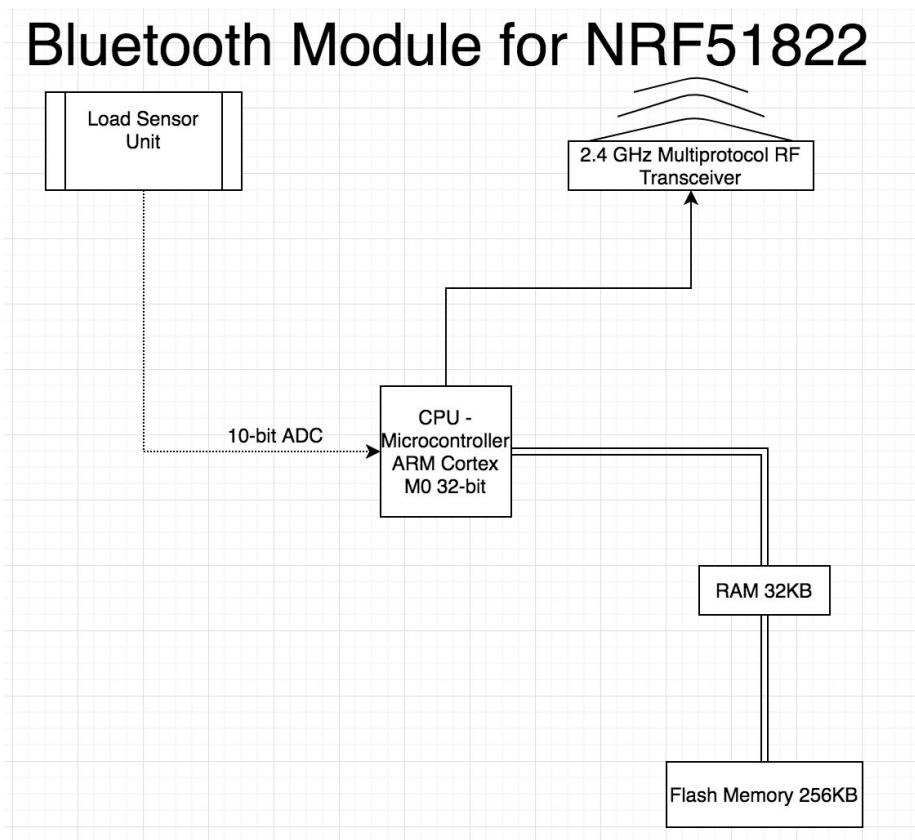 Bluetooth Module for NRF51822
Load Sensor
Unit
2.4 GHz Multiprotocol RF
Transceiver
10-bit ADC
CPU -
Microcontroller
ARM Cortex
M0 32-bit
RAM 32KB
Flash Memory 256KB